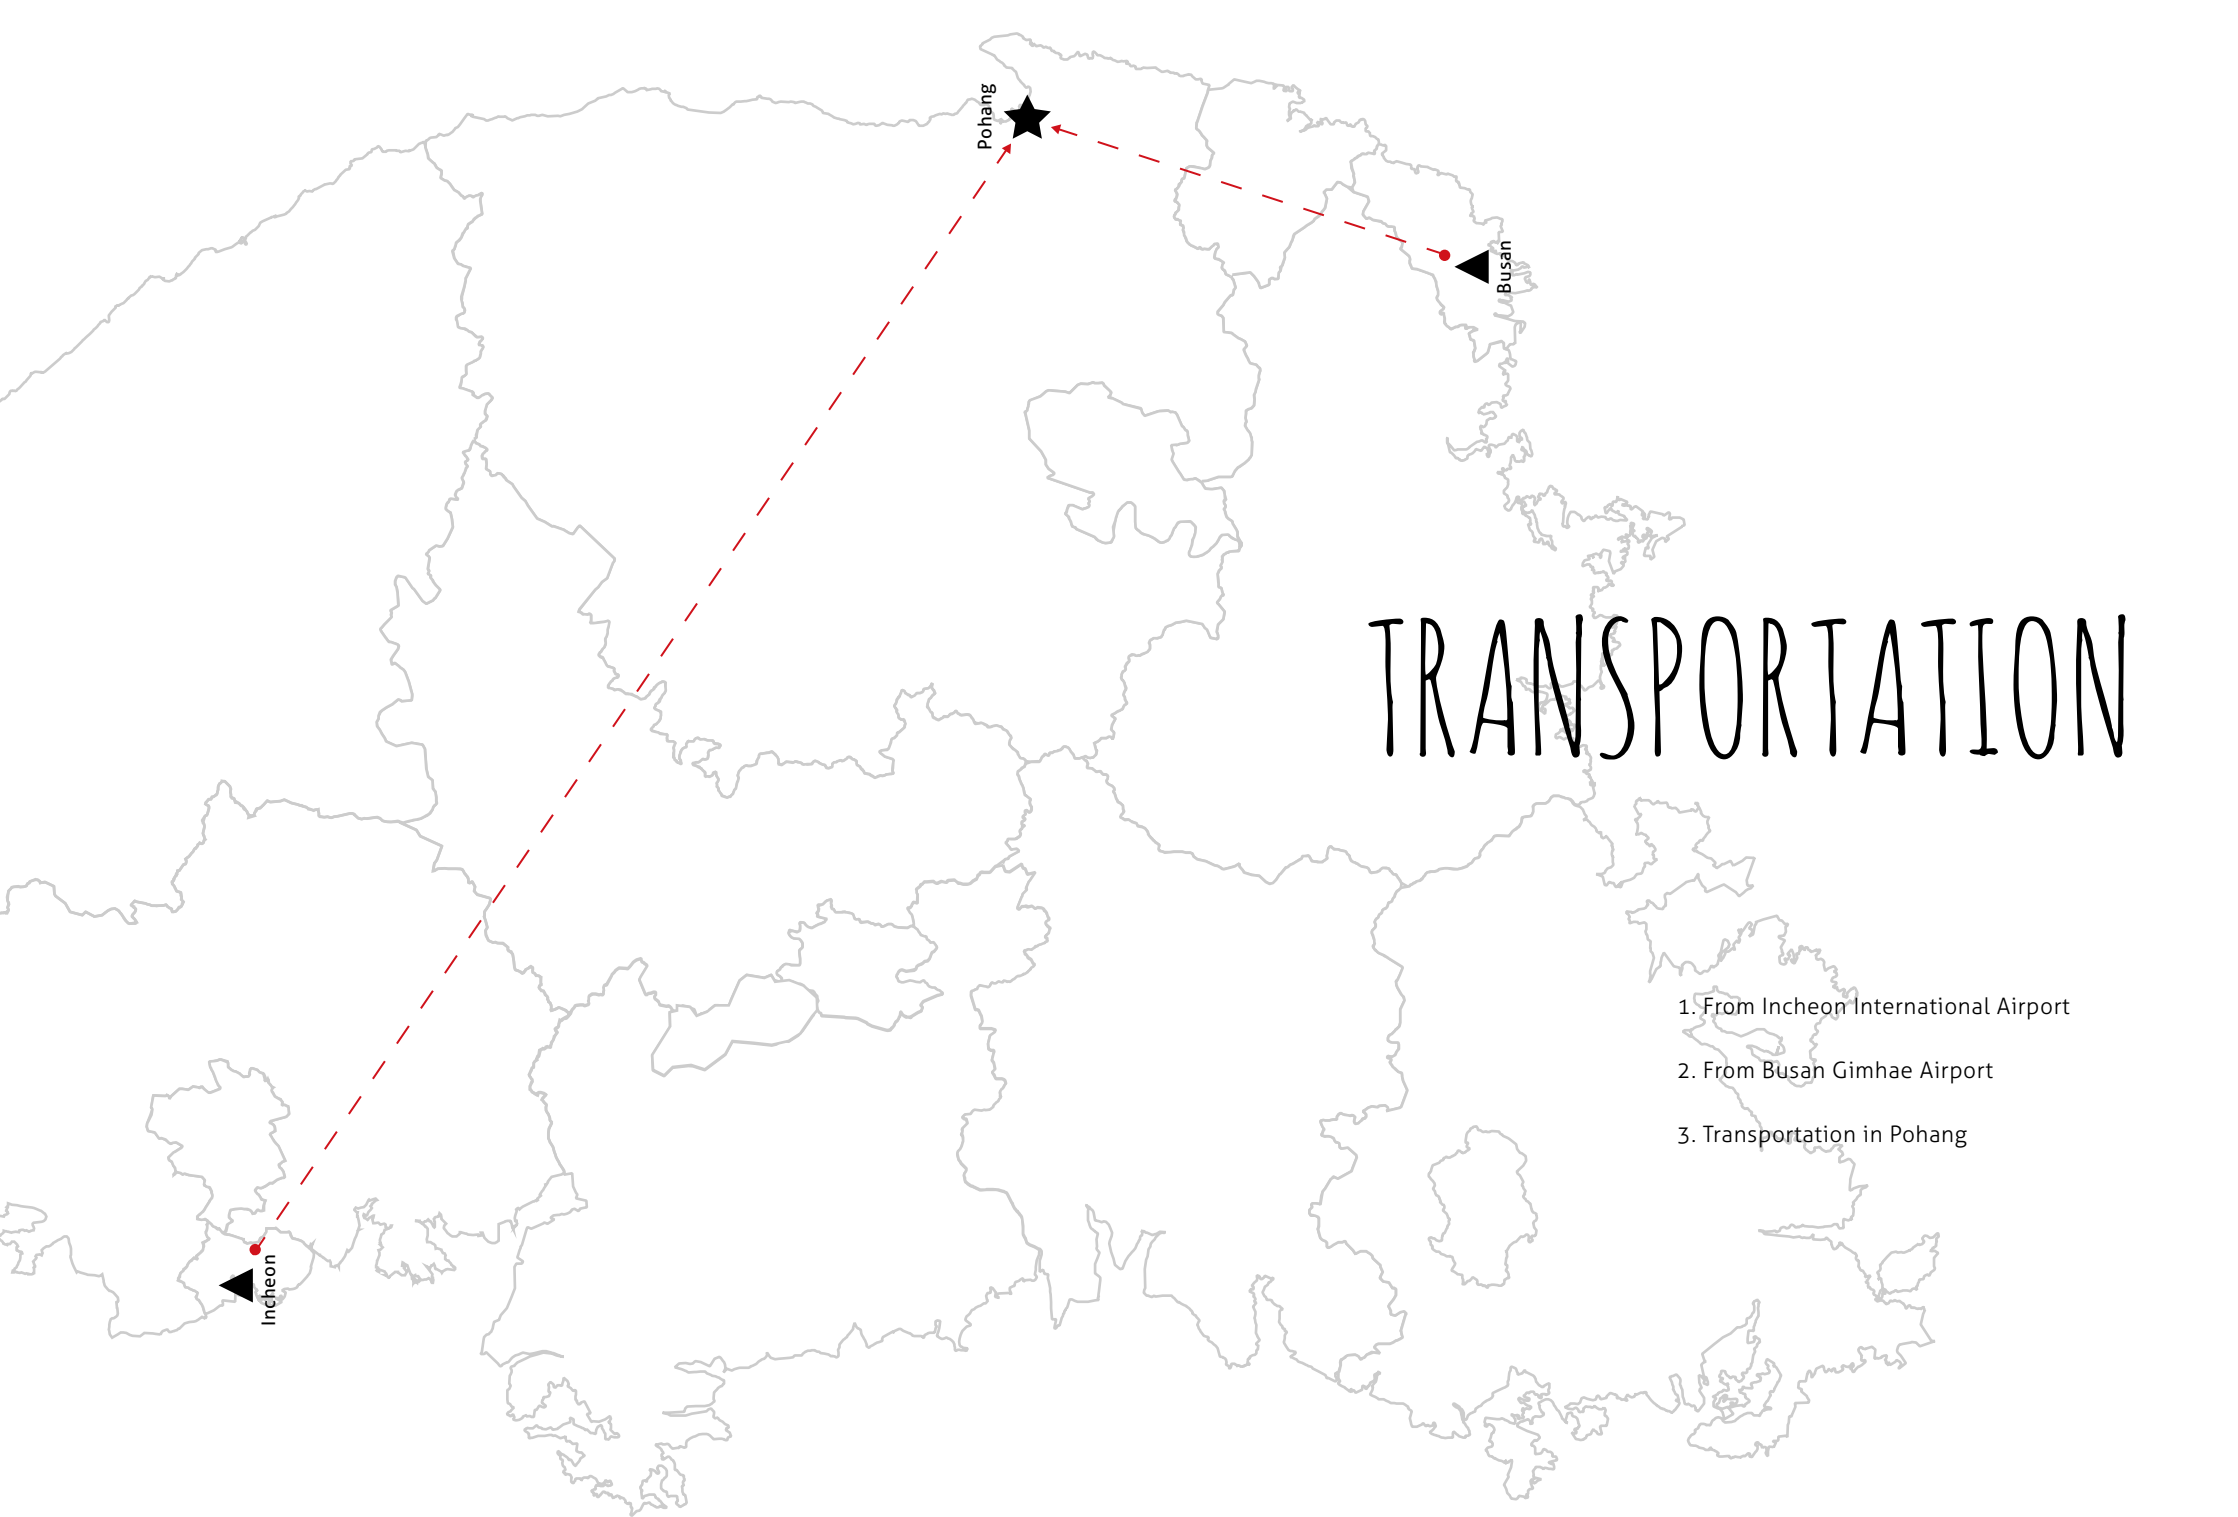 Pohang
Busan
TRANSPORTATION
1. From Incheon International Airport
2. From Busan Gimhae Airport
3. Transportation in Pohang
Incheon